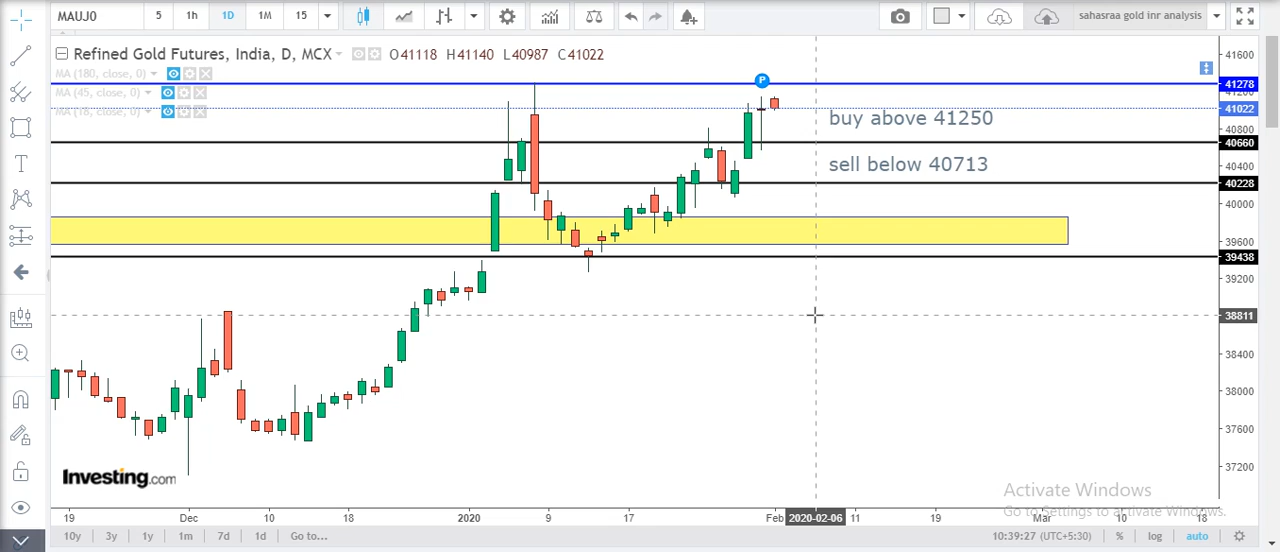 MAUJ0 5 1h 1D 1M 15 sahasraa gold inr analysis
Refined Gold Futures, India, D, MCX O41118 H41140 L40987 C41022
MA (180, close, 0)
MA (45, close, 0)
MA (18, close, 0)
P
buy above 41250
sell below 40713
41600
41278
41200
41022
40800
40660
40400
40228
40000
39600
39438
39200
38811
38400
38000
37600
37200
Investing.com
Activate Windows
Go to Settings to activate Windows.
19 Dec 10 18 2020 9 17 Feb 2020-02-06 11 19 Mar 10 18
10y 3y 1y 1m 7d 1d Go to... 10:39:27 (UTC+5:30) % log auto